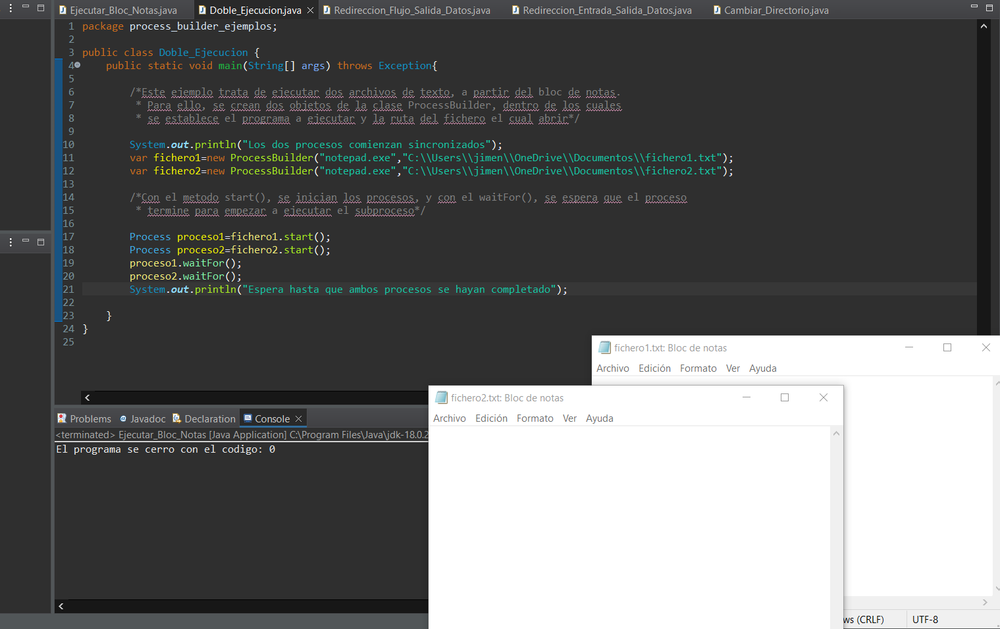 Ejecutar_Bloc_Notas.java Doble_Ejecucion.java Redireccion_Flujo_Salida_Datos.java Redireccion_Entrada_Salida_Datos.java Cambiar_Directorio.java
1 package process_builder_ejemplos;
2
3 public class Doble_Ejecucion {
4 public static void main(String[] args) throws Exception{
5
6 /*Este ejemplo trata de ejecutar dos archivos de texto, a partir del bloc de notas.
7 * Para ello, se crean dos objetos de la clase ProcessBuilder, dentro de los cuales
8 * se establece el programa a ejecutar y la ruta del fichero el cual abrir*/
9
10 System.out.println("Los dos procesos comienzan sincronizados");
11 var fichero1=new ProcessBuilder("notepad.exe","C:\\Users\\jimen\\OneDrive\\Documentos\\fichero1.txt");
12 var fichero2=new ProcessBuilder("notepad.exe","C:\\Users\\jimen\\OneDrive\\Documentos\\fichero2.txt");
13
14 /*Con el metodo start(), se inician los procesos, y con el waitFor(), se espera que el proceso
15 * termine para empezar a ejecutar el subproceso*/
16
17 Process proceso1=fichero1.start();
18 Process proceso2=fichero2.start();
19 proceso1.waitFor();
20 proceso2.waitFor();
21 System.out.println("Espera hasta que ambos procesos se hayan completado");
22
23 }
24 }
25
fichero1.txt: Bloc de notas
Archivo Edición Formato Ver Ayuda
fichero2.txt: Bloc de notas
Archivo Edición Formato Ver Ayuda
Problems Javadoc Declaration Console
<terminated> Ejecutar_Bloc_Notas [Java Application] C:\Program Files\Java\jdk-18.0.2
El programa se cerro con el codigo: 0
ws (CRLF) UTF-8